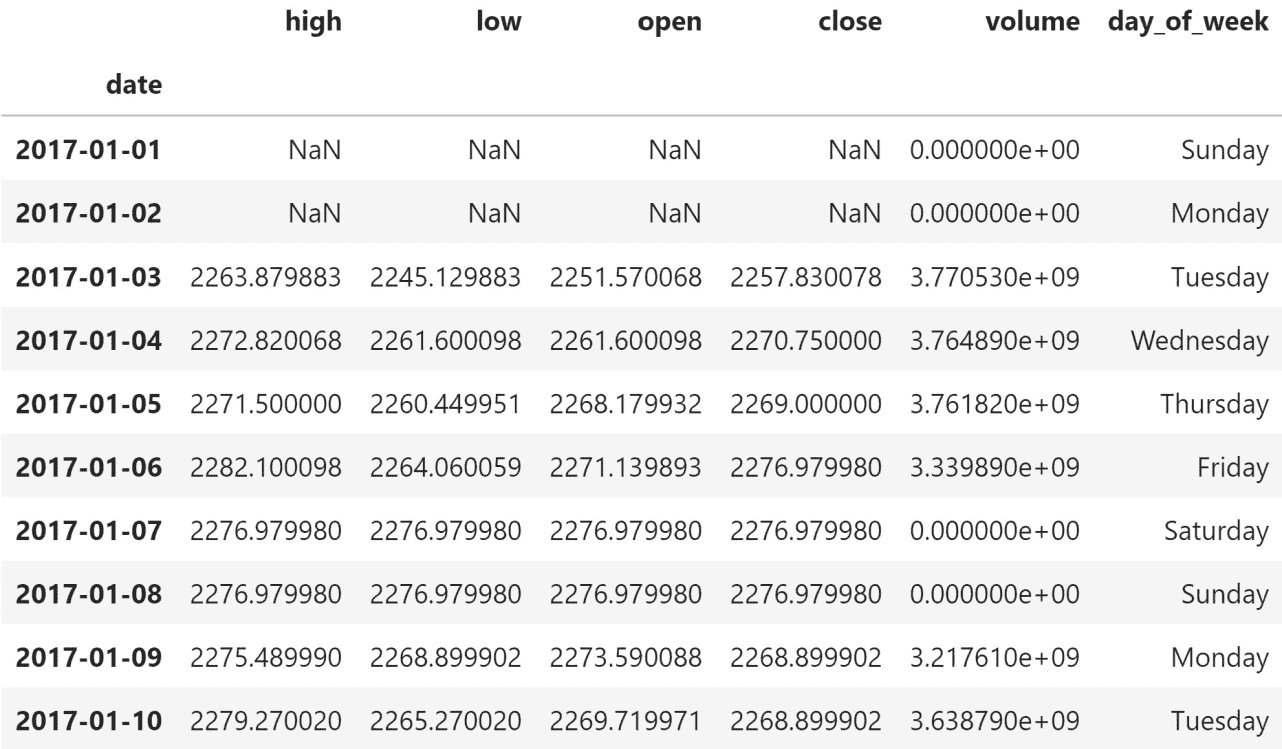 high low open close volume day_of_week
date
2017-01-01 NaN NaN NaN NaN 0.000000e+00 Sunday
2017-01-02 NaN NaN NaN NaN 0.000000e+00 Monday
2017-01-03 2263.879883 2245.129883 2251.570068 2257.830078 3.770530e+09 Tuesday
2017-01-04 2272.820068 2261.600098 2261.600098 2270.750000 3.764890e+09 Wednesday
2017-01-05 2271.500000 2260.449951 2268.179932 2269.000000 3.761820e+09 Thursday
2017-01-06 2282.100098 2264.060059 2271.139893 2276.979980 3.339890e+09 Friday
2017-01-07 2276.979980 2276.979980 2276.979980 2276.979980 0.000000e+00 Saturday
2017-01-08 2276.979980 2276.979980 2276.979980 2276.979980 0.000000e+00 Sunday
2017-01-09 2275.489990 2268.899902 2273.590088 2268.899902 3.217610e+09 Monday
2017-01-10 2279.270020 2265.270020 2269.719971 2268.899902 3.638790e+09 Tuesday